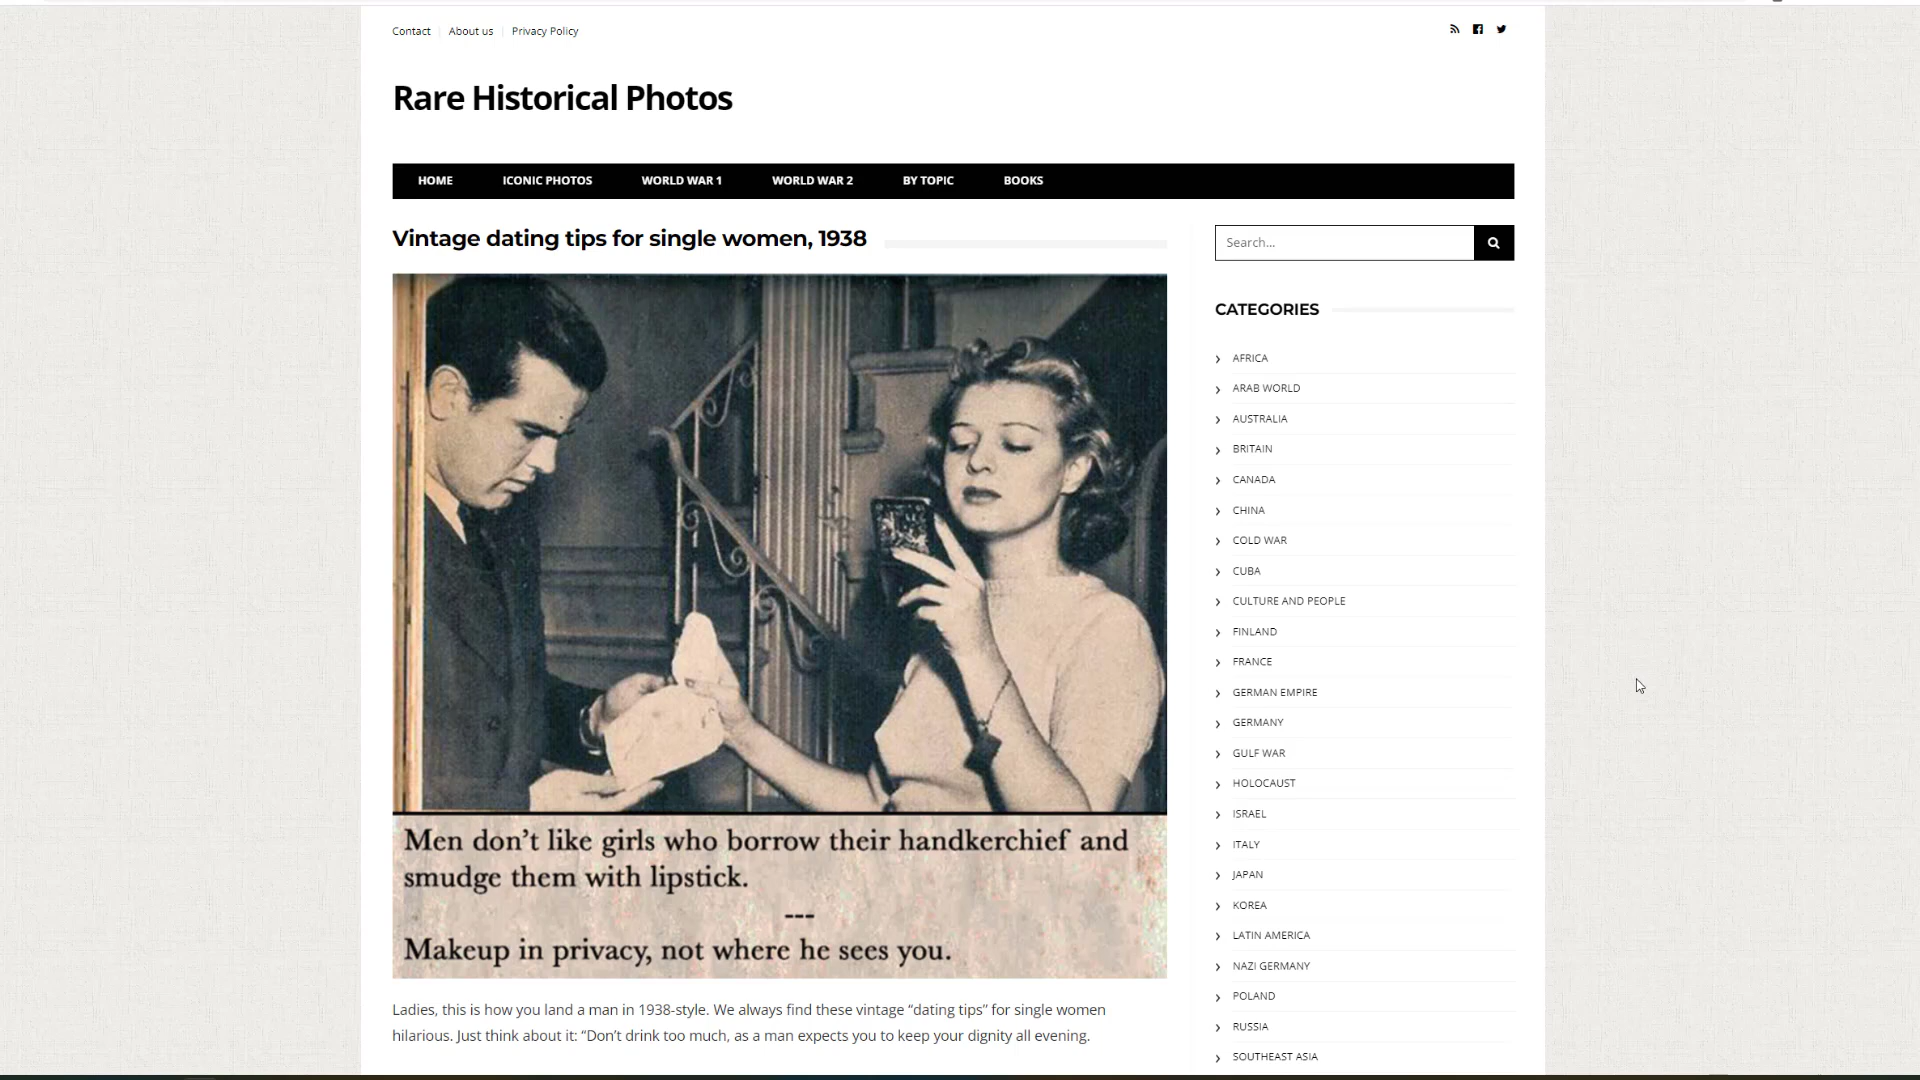 Contact
About us
Privacy Policy
Rare Historical Photos
HOME
ICONIC PHOTOS
WORLD WAR 1
WORLD WAR 2
BY TOPIC
BOOKS
Vintage dating tips for single women, 1938
Men don’t like girls who borrow their handkerchief and
smudge them with lipstick.
---
Makeup in privacy, not where he sees you.
Ladies, this is how you land a man in 1938-style. We always find these vintage “dating tips” for single women
hilarious. Just think about it: “Don’t drink too much, as a man expects you to keep your dignity all evening.
Search...
CATEGORIES
AFRICA
ARAB WORLD
AUSTRALIA
BRITAIN
CANADA
CHINA
COLD WAR
CUBA
CULTURE AND PEOPLE
FINLAND
FRANCE
GERMAN EMPIRE
GERMANY
GULF WAR
HOLOCAUST
ISRAEL
ITALY
JAPAN
KOREA
LATIN AMERICA
NAZI GERMANY
POLAND
RUSSIA
SOUTHEAST ASIA